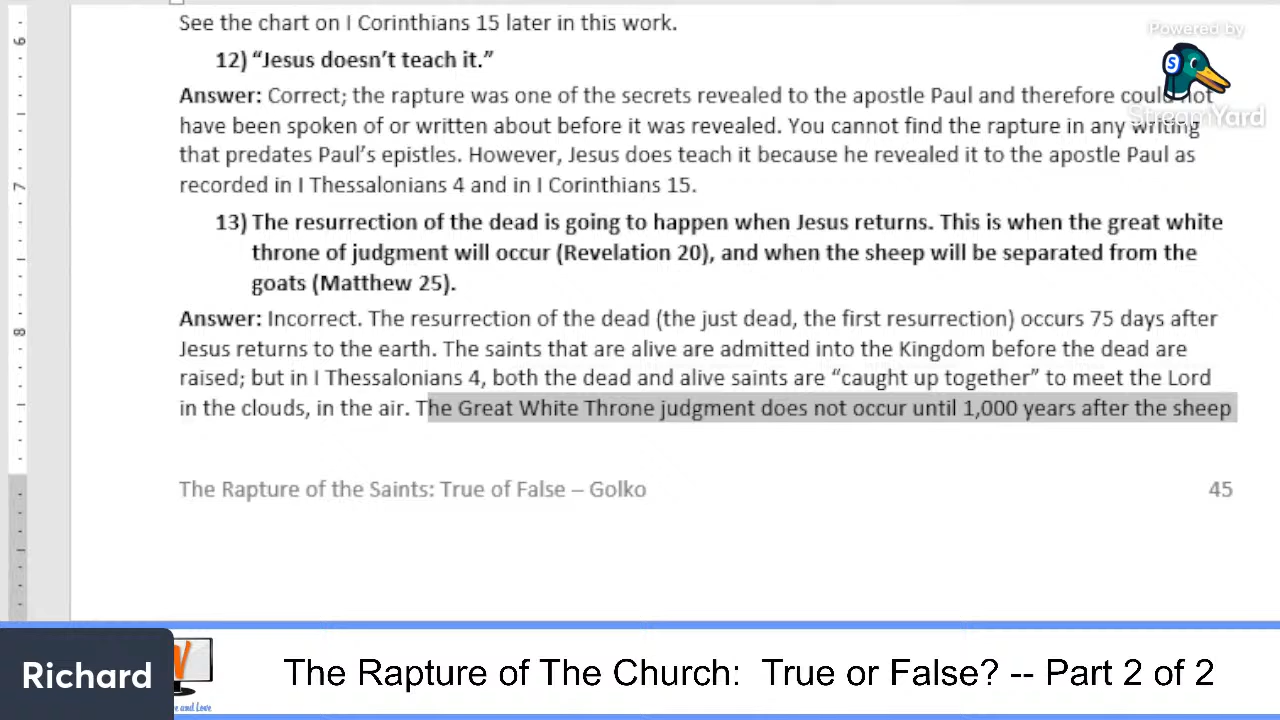 See the chart on I Corinthians 15 later in this work.
Powered by
12) “Jesus doesn’t teach it.”
S
Answer: Correct; the rapture was one of the secrets revealed to the apostle Paul and therefore could not
StreamYard
have been spoken of or written about before it was revealed. You cannot find the rapture in any writing
that predates Paul’s epistles. However, Jesus does teach it because he revealed it to the apostle Paul as
recorded in I Thessalonians 4 and in I Corinthians 15.
13) The resurrection of the dead is going to happen when Jesus returns. This is when the great white
throne of judgment will occur (Revelation 20), and when the sheep will be separated from the
goats (Matthew 25).
Answer: Incorrect. The resurrection of the dead (the just dead, the first resurrection) occurs 75 days after
Jesus returns to the earth. The saints that are alive are admitted into the Kingdom before the dead are
raised; but in I Thessalonians 4, both the dead and alive saints are “caught up together” to meet the Lord
in the clouds, in the air. The Great White Throne judgment does not occur until 1,000 years after the sheep
The Rapture of the Saints: True of False – Golko 45
6
7
8
Richard
e and Love
The Rapture of The Church: True or False? -- Part 2 of 2